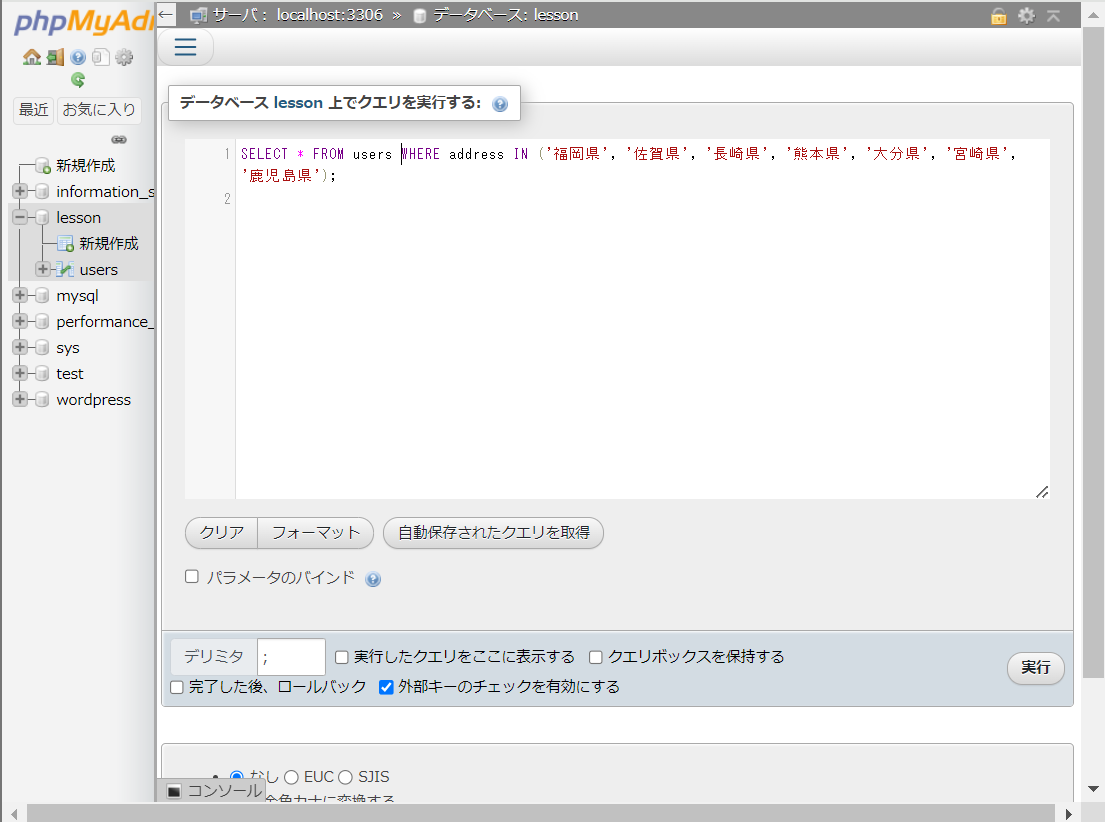 phpMyAd
サーバ: localhost:3306 » データベース: lesson
最近 お気に入り
新規作成
information_s
lesson
新規作成
users
mysql
performance_
sys
test
wordpress
データベース lesson 上でクエリを実行する:
1 SELECT * FROM users WHERE address IN ('福岡県', '佐賀県', '長崎県', '熊本県', '大分県', '宮崎県',
'鹿児島県');
2
クリア フォーマット 自動保存されたクエリを取得
パラメータのバインド
デリミタ ; 実行したクエリをここに表示する クエリボックスを保持する
完了した後、ロールバック 外部キーのチェックを有効にする
実行
なし EUC SJIS
コンソール
全角カナに変換する